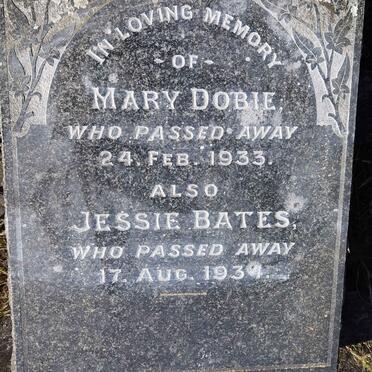 IN LOVING MEMORY
- OF -
MARY DOBIE,
WHO PASSED AWAY
24. FEB. 1933.
ALSO
JESSIE BATES,
WHO PASSED AWAY
17. AUG. 1934.